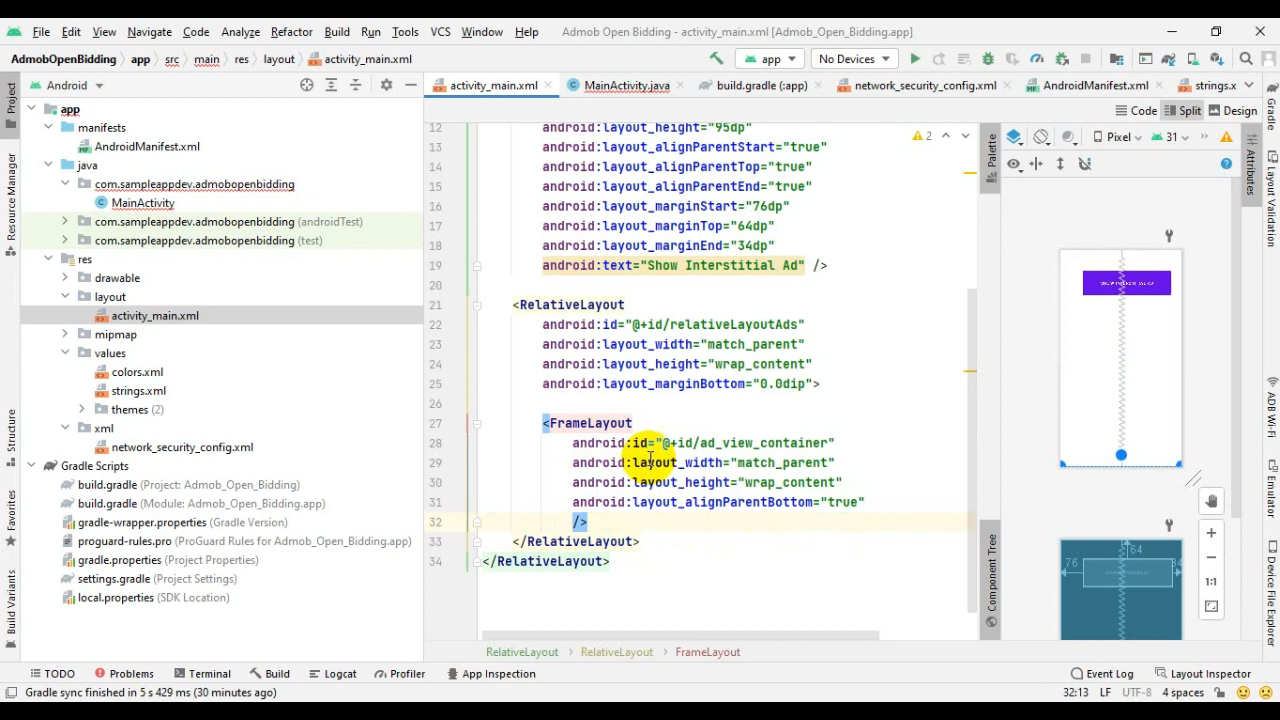 File Edit View Navigate Code Analyze Refactor Build Run Tools VCS Window Help Admob Open Bidding - activity_main.xml [Admob_Open_Bidding.app]
AdmobOpenBidding app src main res layout activity_main.xml app No Devices
Project
Android
activity_main.xml MainActivity.java build.gradle (:app) network_security_config.xml AndroidManifest.xml strings.x
Code Split Design
app
manifests
AndroidManifest.xml
java
com.sampleappdev.admobopenbidding
MainActivity
com.sampleappdev.admobopenbidding (androidTest)
com.sampleappdev.admobopenbidding (test)
res
drawable
layout
activity_main.xml
mipmap
values
colors.xml
strings.xml
themes (2)
xml
network_security_config.xml
Gradle Scripts
build.gradle (Project: Admob_Open_Bidding)
build.gradle (Module: Admob_Open_Bidding.app)
gradle-wrapper.properties (Gradle Version)
proguard-rules.pro (ProGuard Rules for Admob_Open_Bidding.app)
gradle.properties (Project Settings)
settings.gradle (Project Settings)
local.properties (SDK Location)
Resource Manager
Structure
Favorites
Build Variants
12 android:layout_height="95dp"
13 android:layout_alignParentStart="true"
14 android:layout_alignParentTop="true"
15 android:layout_alignParentEnd="true"
16 android:layout_marginStart="76dp"
17 android:layout_marginTop="64dp"
18 android:layout_marginEnd="34dp"
19 android:text="Show Interstitial Ad" />
20
21 <RelativeLayout
22 android:id="@+id/relativeLayoutAds"
23 android:layout_width="match_parent"
24 android:layout_height="wrap_content"
25 android:layout_marginBottom="0.0dip">
26
27 <FrameLayout
28 android:id="@+id/ad_view_container"
29 android:layout_width="match_parent"
30 android:layout_height="wrap_content"
31 android:layout_alignParentBottom="true"
32 />
33 </RelativeLayout>
34 </RelativeLayout>
2
RelativeLayout RelativeLayout FrameLayout
Palette
Component Tree
Pixel 31
64
76
34
1:1
Attributes
Gradle
Layout Validation
ADB Wi-Fi
Emulator
Device File Explorer
TODO Problems Terminal Build Logcat Profiler App Inspection Event Log Layout Inspector
Gradle sync finished in 5 s 429 ms (30 minutes ago) 32:13 LF UTF-8 4 spaces